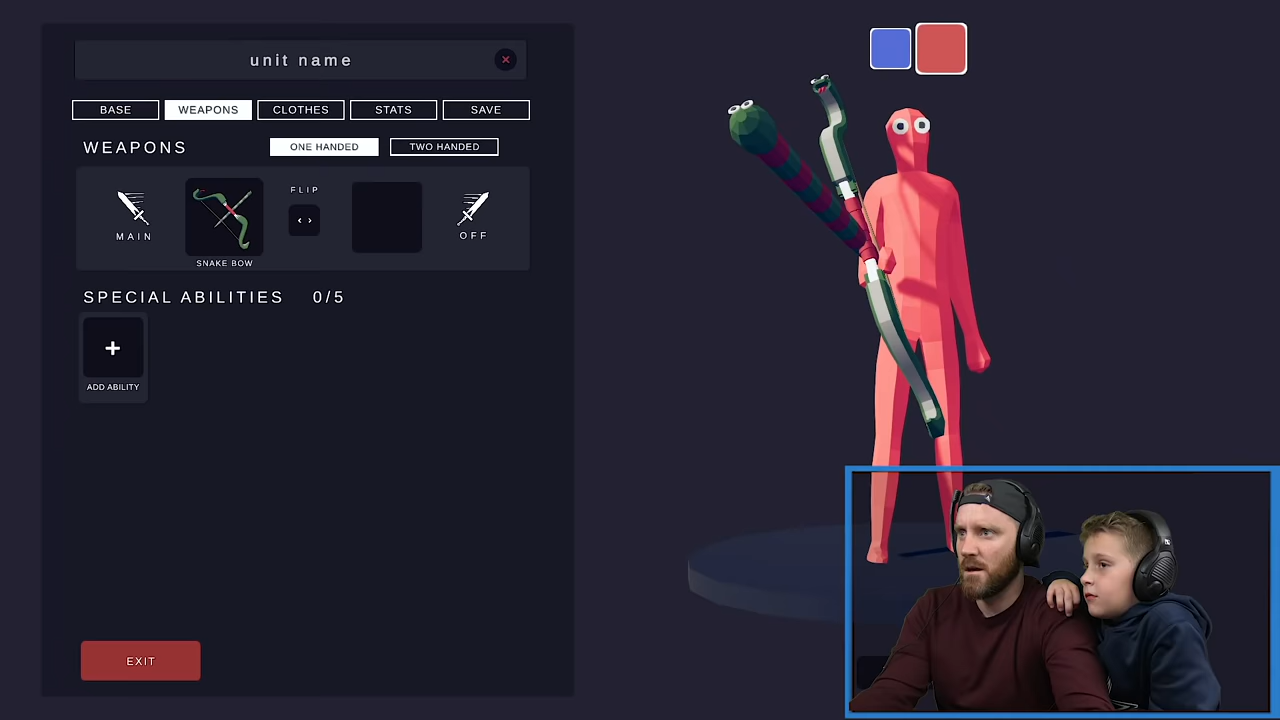 unit name
BASE WEAPONS CLOTHES STATS SAVE
WEAPONS ONE HANDED TWO HANDED
MAIN FLIP OFF
SNAKE BOW
SPECIAL ABILITIES 0/5
ADD ABILITY
EXIT